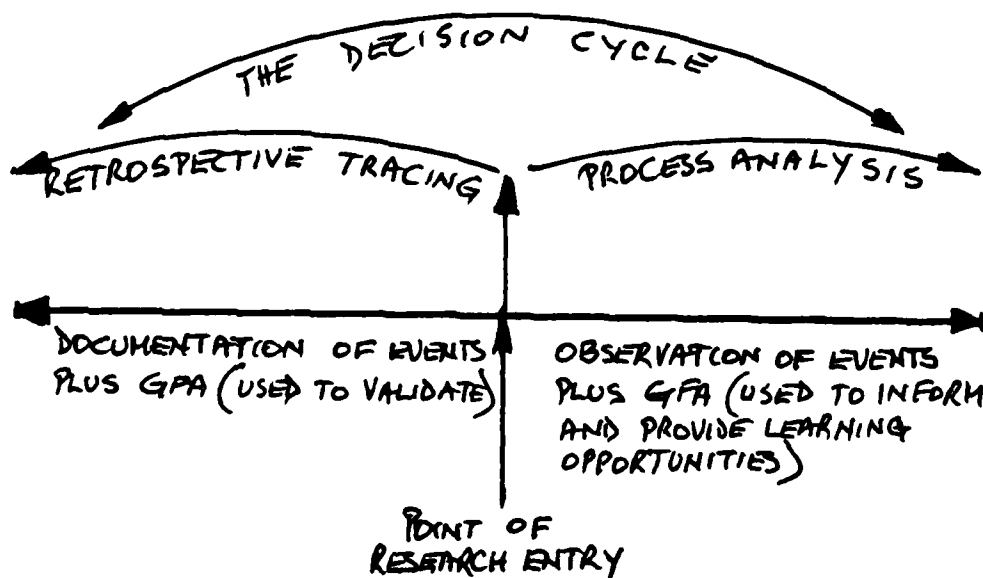 THE DECISION CYCLE
RETROSPECTIVE TRACING
PROCESS ANALYSIS
DOCUMENTATION OF EVENTS
PLUS GPA (USED TO VALIDATE)
OBSERVATION OF EVENTS
PLUS GFA (USED TO INFORM
AND PROVIDE LEARNING
OPPORTUNITIES)
POINT OF
RESEARCH ENTRY